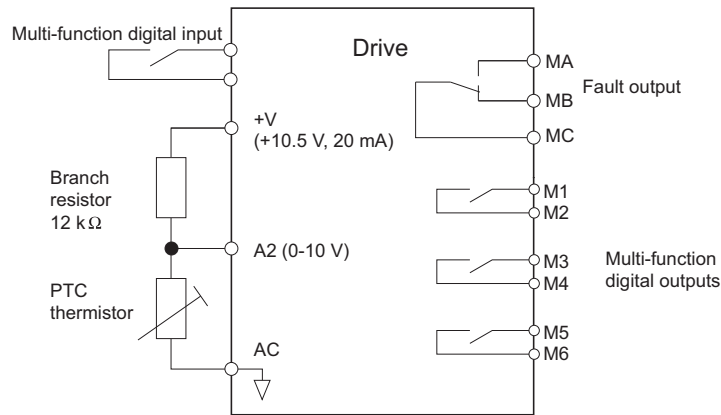 Multi-function digital input
Drive
MA
MB
Fault output
MC
+V
(+10.5 V, 20 mA)
Branch
resistor
12 kΩ
M1
M2
A2 (0-10 V)
M3
M4
Multi-function
digital outputs
PTC
thermistor
AC
M5
M6